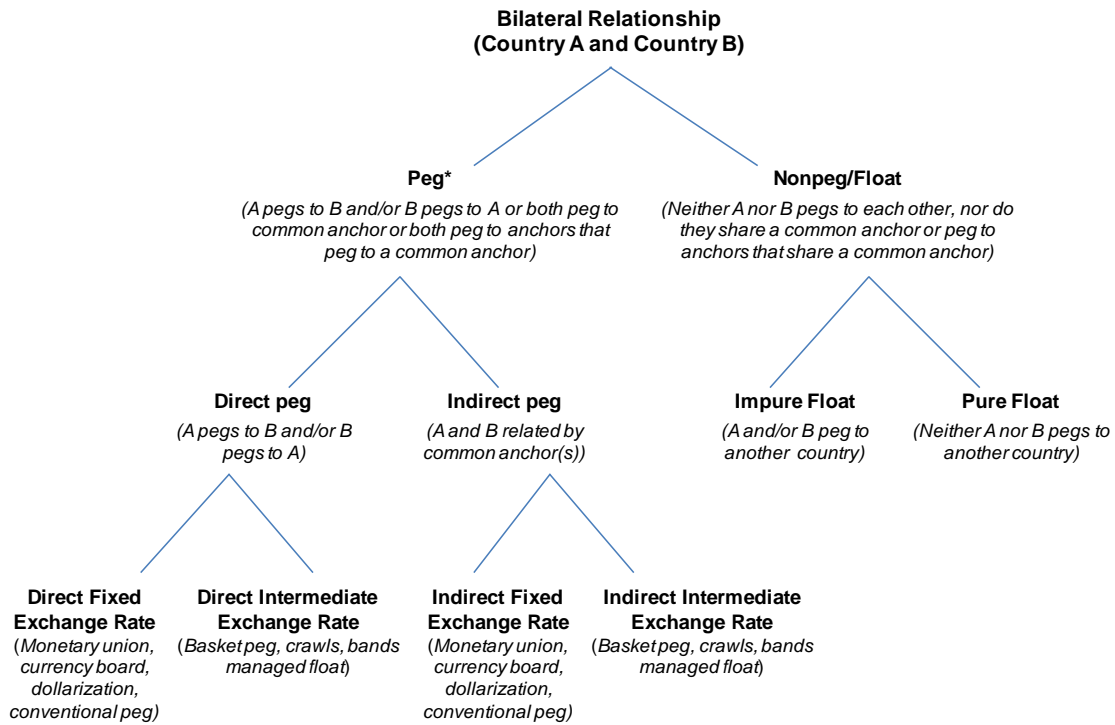 Bilateral Relationship
(Country A and Country B)
Peg*
(A pegs to B and/or B pegs to A or both peg to
common anchor or both peg to anchors that
peg to a common anchor)
Nonpeg/Float
(Neither A nor B pegs to each other, nor do
they share a common anchor or peg to
anchors that share a common anchor)
Direct peg
(A pegs to B and/or B
pegs to A)
Indirect peg
(A and B related by
common anchor(s))
Impure Float
(A and/or B peg to
another country)
Pure Float
(Neither A nor B pegs to
another country)
Direct Fixed
Exchange Rate
(Monetary union,
currency board,
dollarization,
conventional peg)
Direct Intermediate
Exchange Rate
(Basket peg, crawls, bands
managed float)
Indirect Fixed
Exchange Rate
(Monetary union,
currency board,
dollarization,
conventional peg)
Indirect Intermediate
Exchange Rate
(Basket peg, crawls, bands
managed float)